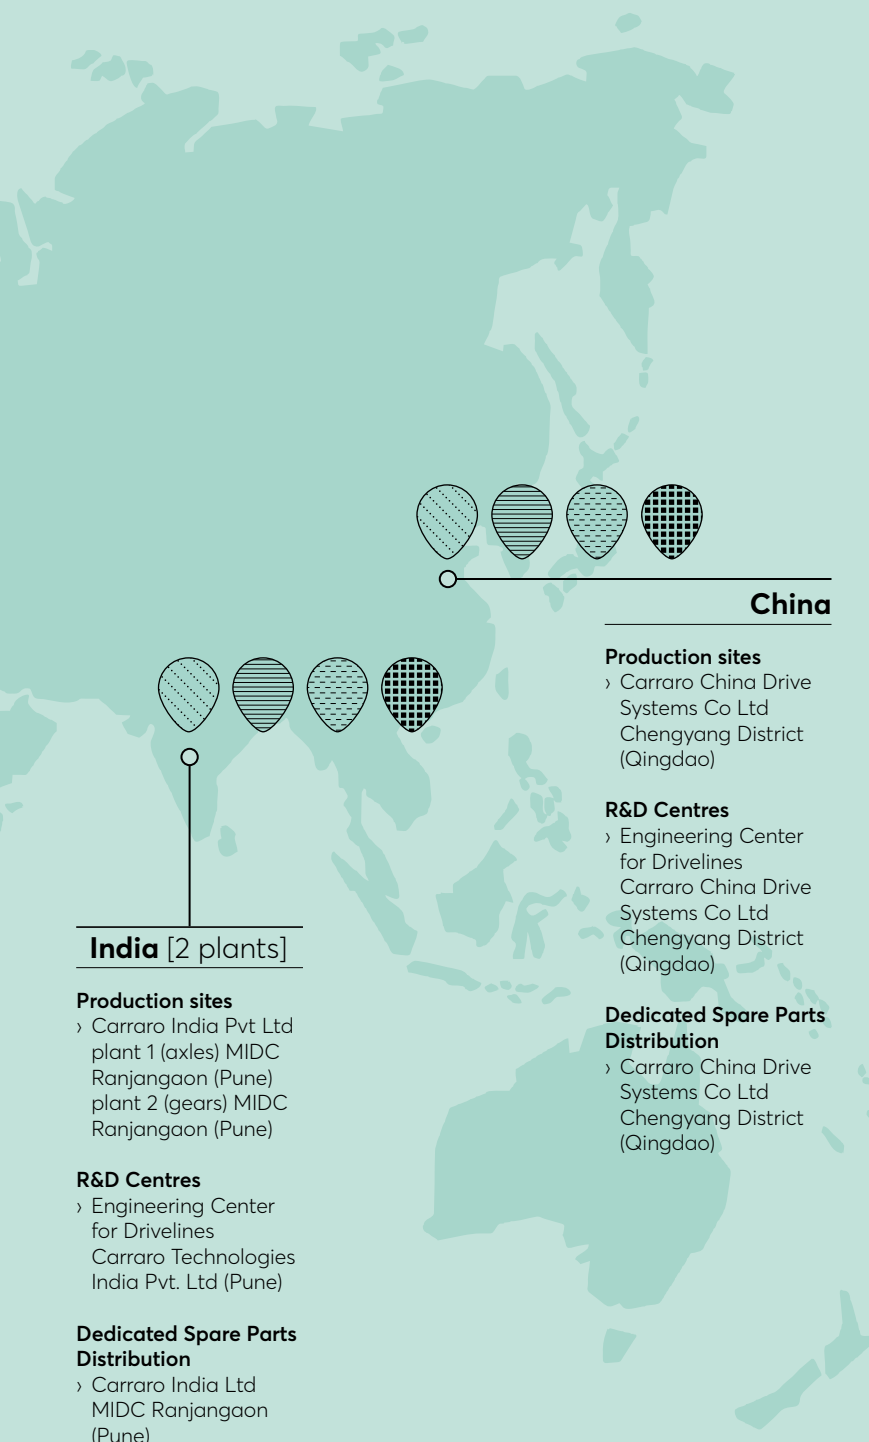 China
Production sites
› Carraro China Drive
Systems Co Ltd
Chengyang District
(Qingdao)
R&D Centres
› Engineering Center
for Drivelines
Carraro China Drive
Systems Co Ltd
Chengyang District
(Qingdao)
Dedicated Spare Parts
Distribution
› Carraro China Drive
Systems Co Ltd
Chengyang District
(Qingdao)
India [2 plants]
Production sites
› Carraro India Pvt Ltd
plant 1 (axles) MIDC
Ranjangaon (Pune)
plant 2 (gears) MIDC
Ranjangaon (Pune)
R&D Centres
› Engineering Center
for Drivelines
Carraro Technologies
India Pvt. Ltd (Pune)
Dedicated Spare Parts
Distribution
› Carraro India Ltd
MIDC Ranjangaon
(Pune)